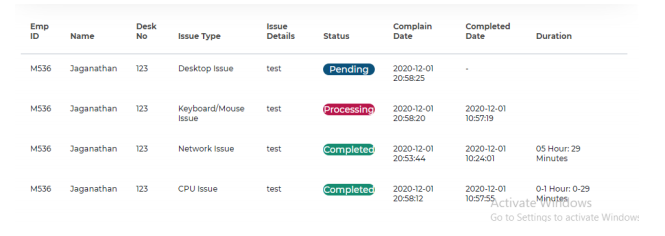 Emp ID Name Desk No Issue Type Issue Details Status Complain Date Completed Date Duration
M536 Jaganathan 123 Desktop Issue test Pending 2020-12-01 20:58:25 -
M536 Jaganathan 123 Keyboard/Mouse Issue test Processing 2020-12-01 20:58:20 2020-12-01 10:57:19
M536 Jaganathan 123 Network Issue test Completed 2020-12-01 20:53:44 2020-12-01 10:24:01 05 Hour: 29 Minutes
M536 Jaganathan 123 CPU Issue test Completed 2020-12-01 20:58:12 2020-12-01 10:57:55 0-1 Hour: 0-29 Minutes
Activate Windows
Go to Settings to activate Windows